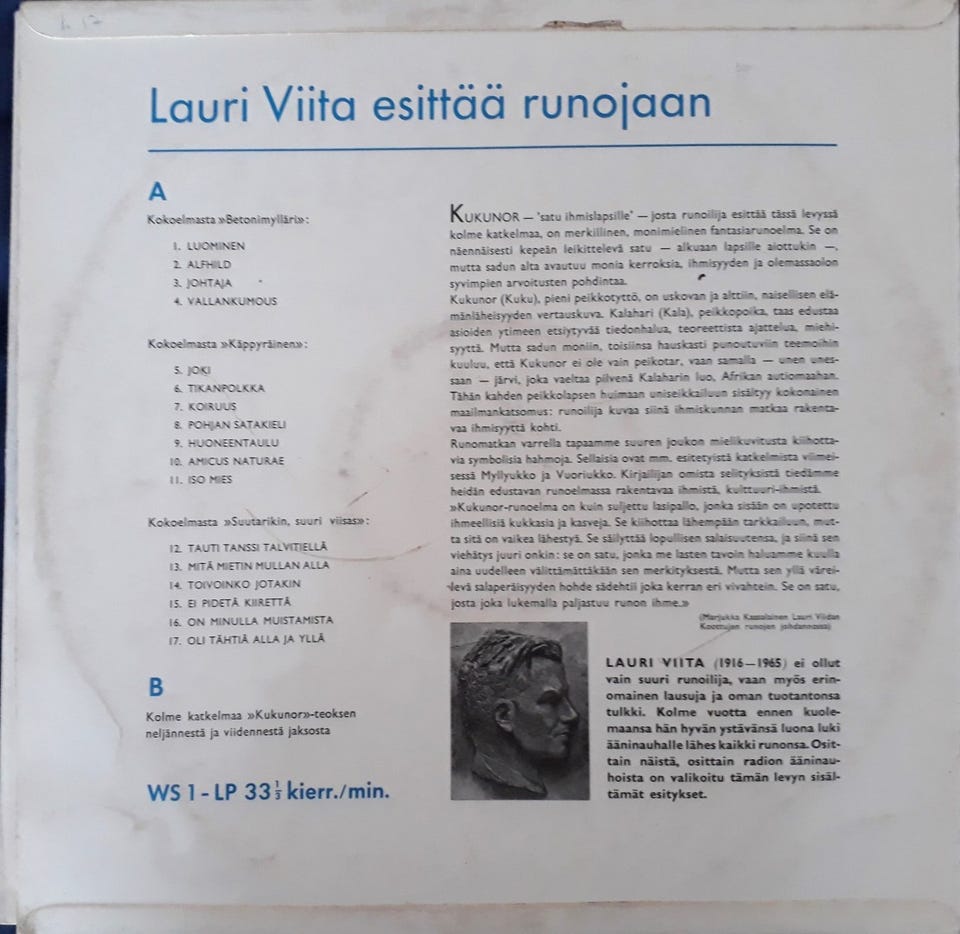 Lauri Viita esittää runojaan
A
Kokoelmasta »Betonimylläri»:
1. LUOMINEN
2. ALFHILD
3. JOHTAJA
4. VALLANKUMOUS
Kokoelmasta »Käppyräinen»:
5. JOKI
6. TIKANPOLKKA
7. KOIRUUS
8. POHJAN SATAKIELI
9. HUONEENTAULU
10. AMICUS NATURAE
11. ISO MIES
Kokoelmasta »Suutarikin, suuri viisas»:
12. TAUTI TANSSI TALVITIELLÄ
13. MITÄ MIETIN MULLAN ALLA
14. TOIVOINKO JOTAKIN
15. EI PIDETÄ KIIRETTÄ
16. ON MINULLA MUISTAMISTA
17. OLI TÄHTIÄ ALLA JA YLLÄ
B
Kolme katkelmaa »Kukunor»-teoksen
neljännestä ja viidennestä jaksosta
WS 1 - LP 33⅓ kierr./min.
KUKUNOR — 'satu ihmislapsille' — josta runoilija esittää tässä levyssä
kolme katkelmaa, on merkillinen, monimielinen fantasiarunoelma. Se on
näennäisesti kepeän leikittelevä satu — alkuaan lapsille aiottukin —,
mutta sadun alta avautuu monia kerroksia, ihmisyyden ja olemassaolon
syvimpien arvoitusten pohdintaa.
Kukunor (Kuku), pieni peikkotyttö, on uskovan ja alttiin, naisellisen elä-
mänläheisyyden vertauskuva. Kalahari (Kala), peikkopoika, taas edustaa
asioiden ytimeen etsiytyvää tiedonhalua, teoreettista ajattelua, miehi-
syyttä. Mutta sadun moniin, toisiinsa hauskasti punoutuviin teemoihin
kuuluu, että Kukunor ei ole vain peikotar, vaan samalla — unen unes-
saan — järvi, joka vaeltaa pilvenä Kalaharin luo, Afrikan autiomaahan.
Tähän kahden peikkolapsen huimaan uniseikkailuun sisältyy kokonainen
maailmankatsomus: runoilija kuvaa siinä ihmiskunnan matkaa rakenta-
vaa ihmisyyttä kohti.
Runomatkan varrella tapaamme suuren joukon mielikuvitusta kiihotta-
via symbolisia hahmoja. Sellaisia ovat mm. esitetyistä katkelmista viimei-
sessä Myllyukko ja Vuoriukko. Kirjailijan omista selityksistä tiedämme
heidän edustavan runoelmassa rakentavaa ihmistä, kulttuuri-ihmistä.
»Kukunor-runoelma on kuin suljettu lasipallo, jonka sisään on upotettu
ihmeellisiä kukkasia ja kasveja. Se kiihottaa lähempään tarkkailuun, mut-
ta sitä on vaikea lähestyä. Se säilyttää lopullisen salaisuutensa, ja siinä sen
viehätys juuri onkin: se on satu, jonka me lasten tavoin haluamme kuulla
aina uudelleen välittämättäkään sen merkityksestä. Mutta sen yllä värei-
levä salaperäisyyden hohde sädehtii joka kerran eri vivahtein. Se on satu,
josta joka lukemalla paljastuu runon ihme.»
(Marjukka Kassalainen Lauri Viidan
Koottujen runojen johdannossa)
LAURI VIITA (1916—1965) ei ollut
vain suuri runoilija, vaan myös erin-
omainen lausuja ja oman tuotantonsa
tulkki. Kolme vuotta ennen kuole-
maansa hän hyvän ystävänsä luona luki
ääninauhalle lähes kaikki runonsa. Osit-
tain näistä, osittain radion ääninau-
hoista on valikoitu tämän levyn sisäl-
tämät esitykset.